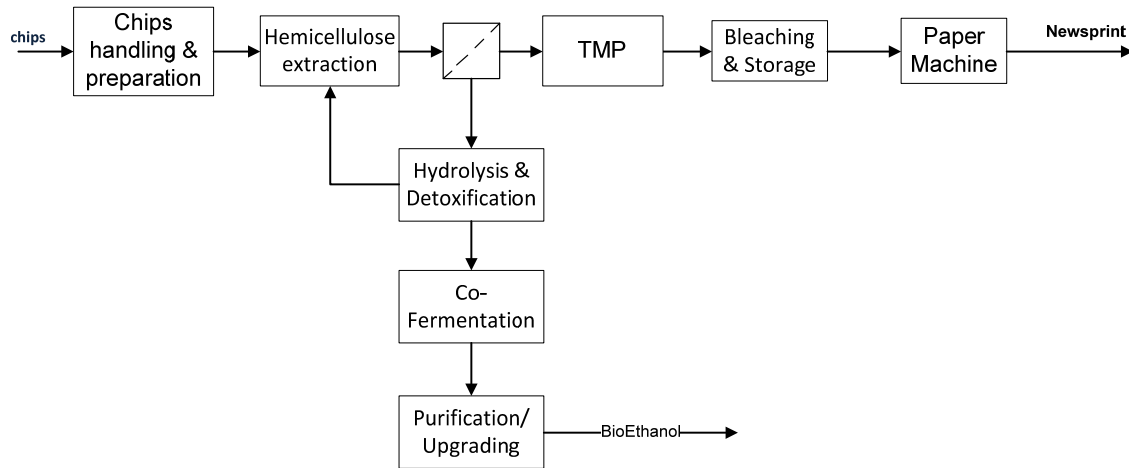 chips
Chips
handling &
preparation
Hemicellulose
extraction
TMP
Bleaching
& Storage
Paper
Machine
Newsprint
Hydrolysis &
Detoxification
Co-
Fermentation
Purification/
Upgrading
BioEthanol